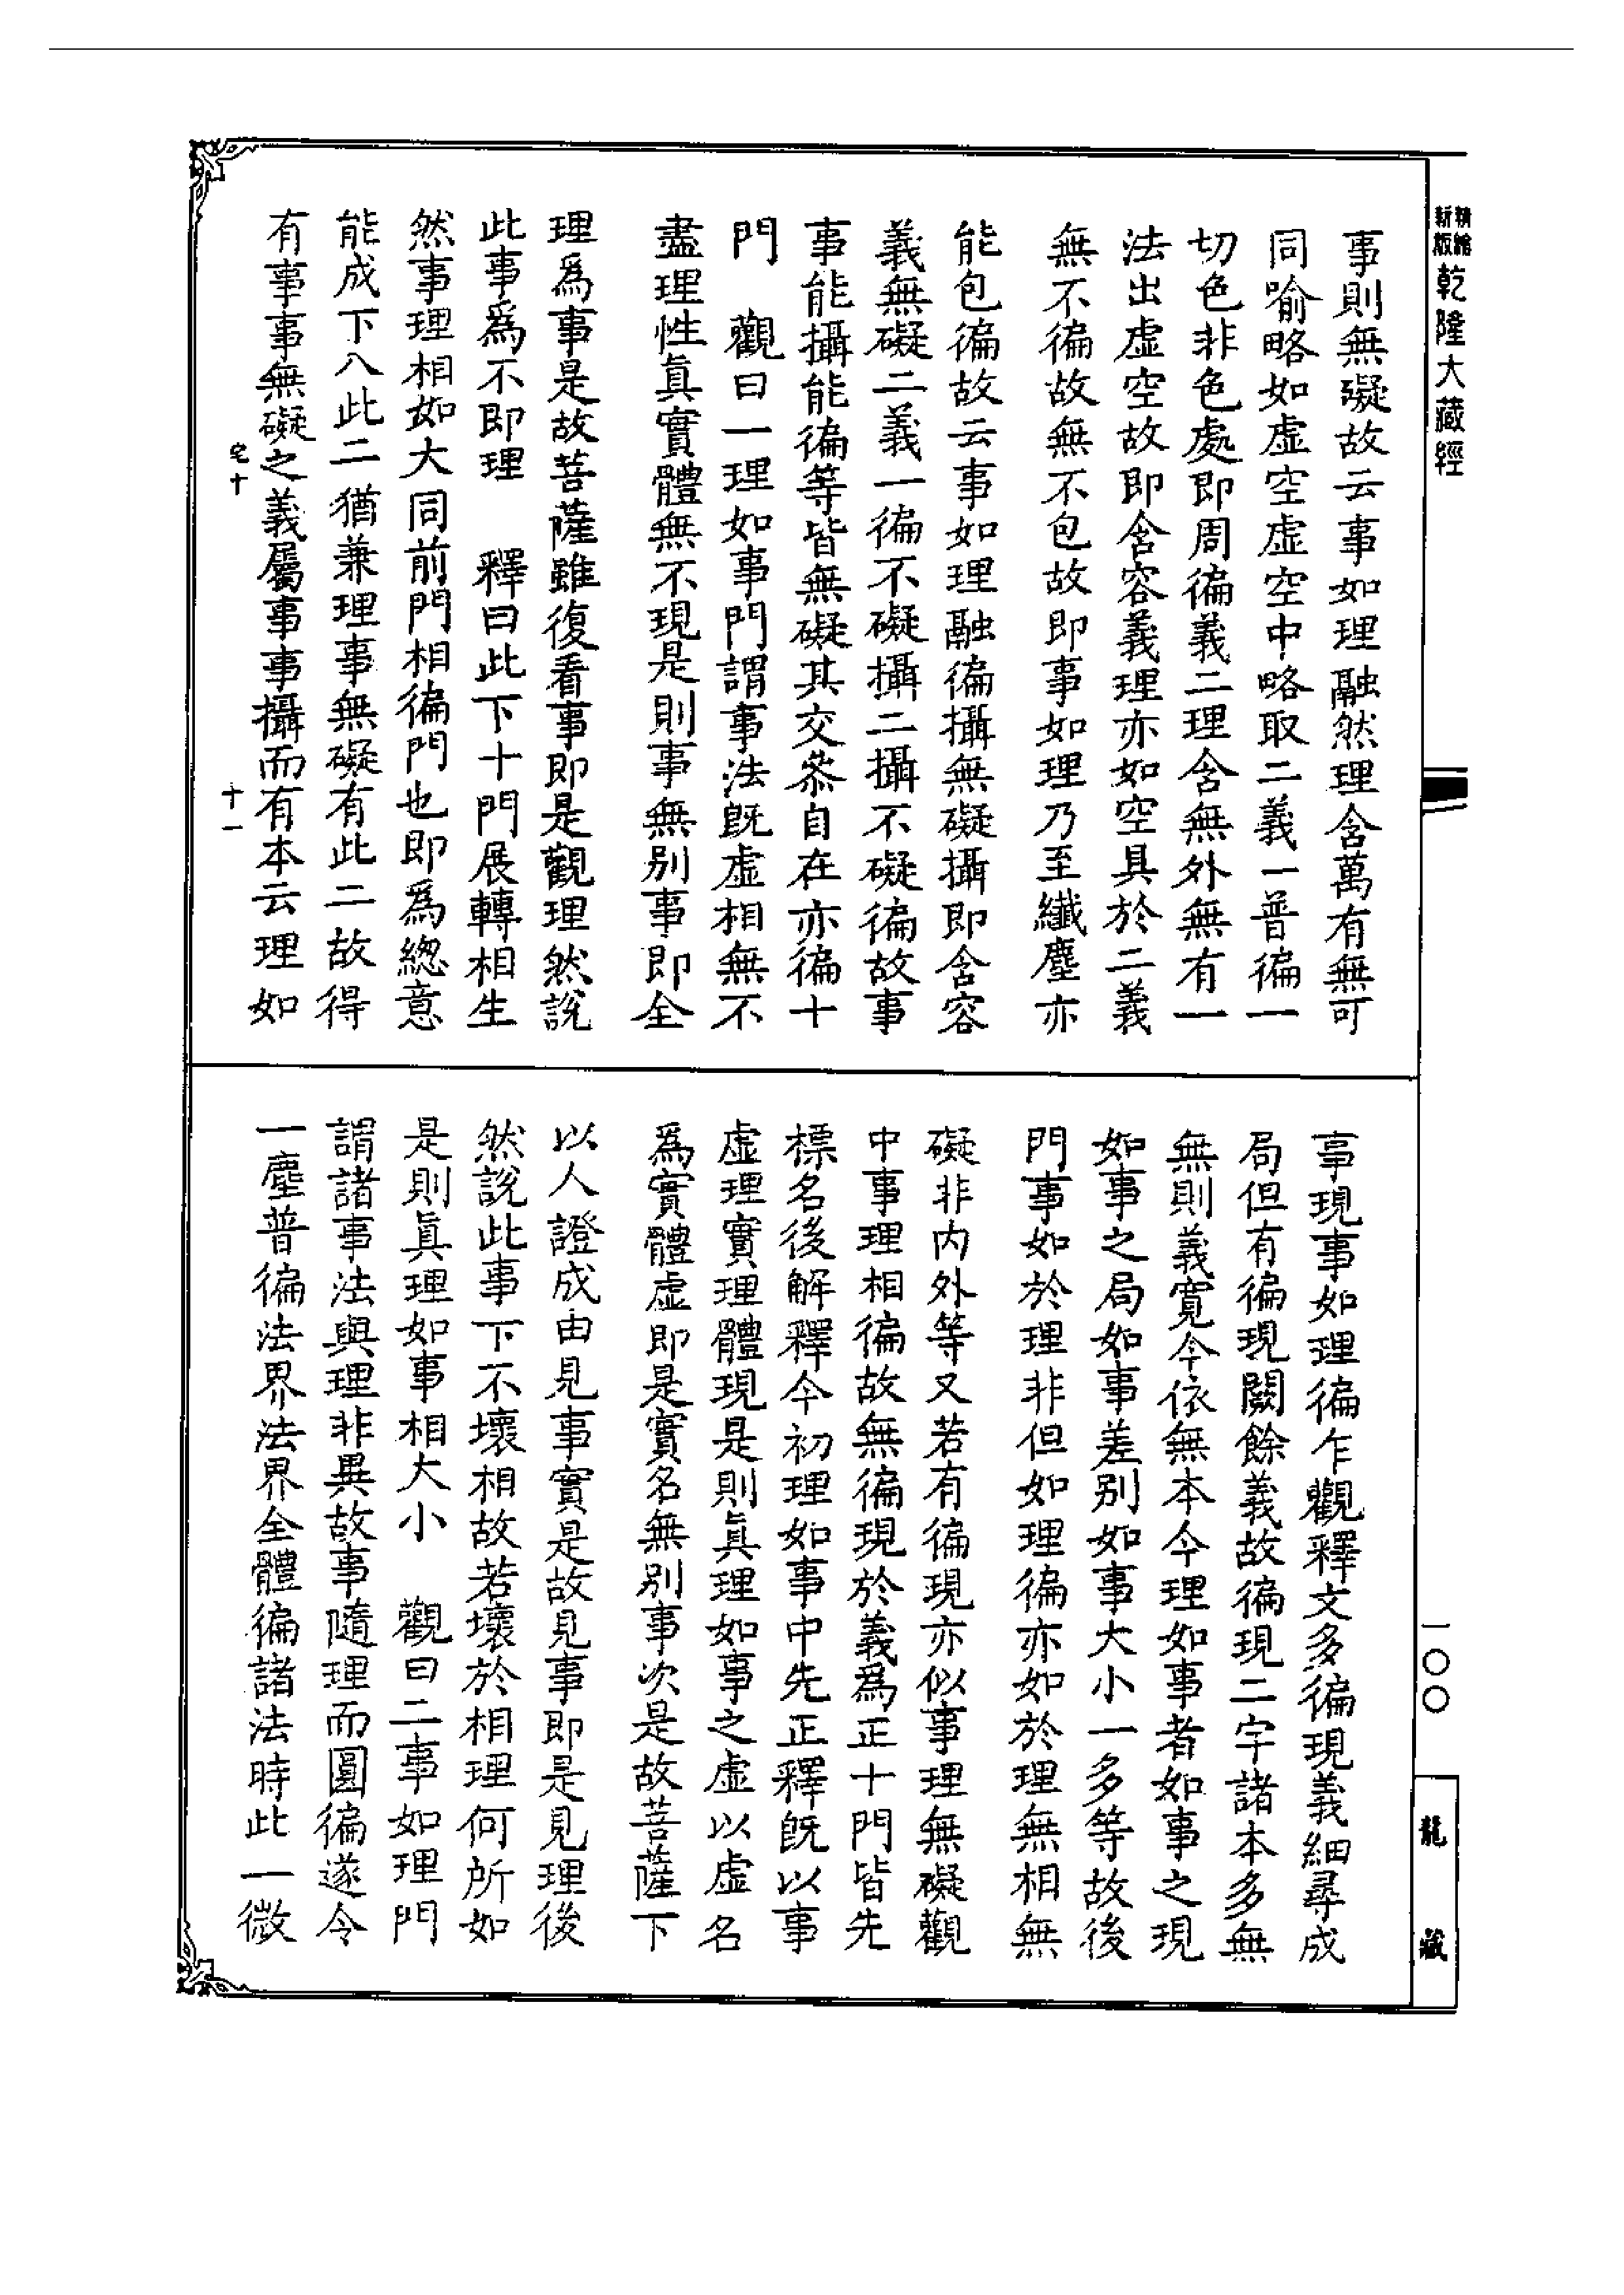 新版精縮乾隆大藏經
事則無礙故云事如理融然理含萬有無可
同喻略如虛空虛空中略取二義一普徧一
切色非色處即周徧義二理含無外無有一
法出虛空故即含容義理亦如空具於二義
無不徧故無不包故即事如理乃至纖塵亦
能包徧故云事如理融徧攝無礙攝即含容
義無礙二義一徧不礙攝二攝不礙徧故事
事能攝能徧等皆無礙其交叅自在亦徧十
門　觀曰一理如事門謂事法旣虛相無不
盡理性眞實體無不現是則事無別事即全
理爲事是故菩薩雖復看事即是觀理然說
此事爲不即理　釋曰此下十門展轉相生
然事理相如大同前門相徧門也即爲總意
能成下八此二猶兼理事無礙有此二故得
有事事無礙之義屬事事攝而有本云理如
十一
事現事如理徧乍觀釋文多徧現義細尋成
局但有徧現闕餘義故徧現二字諸本多無
無則義寬今依無本今理如事者如事之現
如事之局如事差別如事大小一多等故後
門事如於理非但如理徧亦如於理無相無
礙非內外等又若有徧現亦似事理無礙觀
中事理相徧故無徧現於義爲正十門皆先
標名後解釋今初理如事中先正釋旣以事
虛理實理體現是則眞理如事之虛以虛名
爲實體虛即是實名無別事次是故菩薩下
以人證成由見事實是故見事即是見理後
然說此事下不壞相故若壞於相理何所如
是則眞理如事相大小　觀曰二事如理門
謂諸事法與理非異故事隨理而圓徧遂令
一塵普徧法界法界全體徧諸法時此一微
一〇〇
龍藏